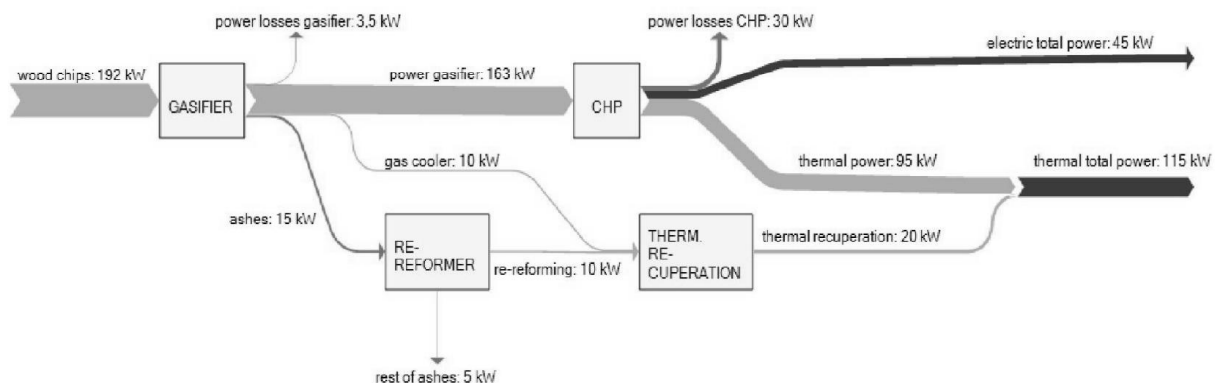 power losses gasifier: 3,5 kW
power losses CHP: 30 kW
electric total power: 45 kW
wood chips: 192 kW
power gasifier: 163 kW
GASIFIER
CHP
gas cooler: 10 kW
thermal power: 95 kW
thermal total power: 115 kW
ashes: 15 kW
RE-
REFORMER
re-reforming: 10 kW
THERM.
RE-
CUPERATION
thermal recuperation: 20 kW
rest of ashes: 5 kW